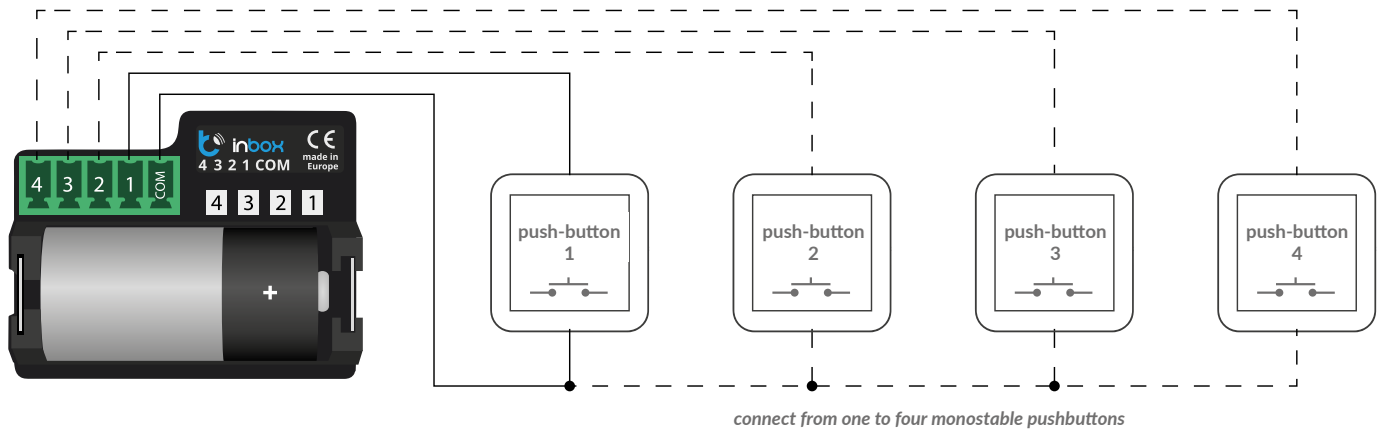 inbox
4 3 2 1 COM
CE
made in
Europe
4 3 2 1 COM
4 3 2 1
+
push-button
1
push-button
2
push-button
3
push-button
4
connect from one to four monostable pushbuttons